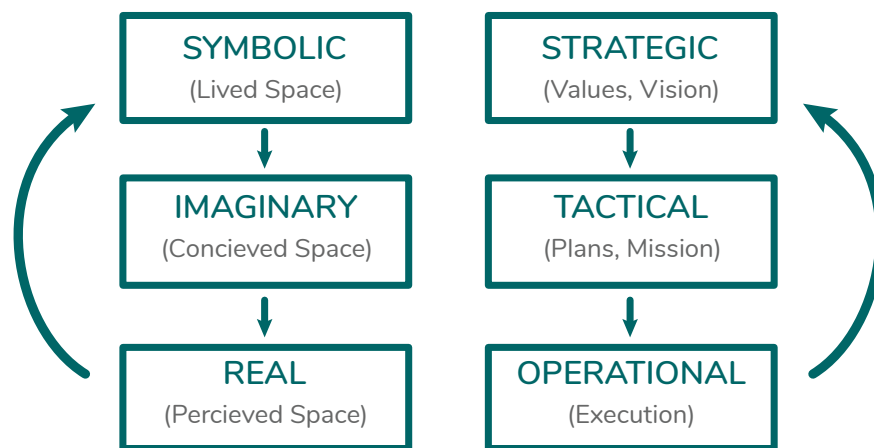 SYMBOLIC
(Lived Space)
IMAGINARY
(Concieved Space)
REAL
(Percieved Space)
STRATEGIC
(Values, Vision)
TACTICAL
(Plans, Mission)
OPERATIONAL
(Execution)